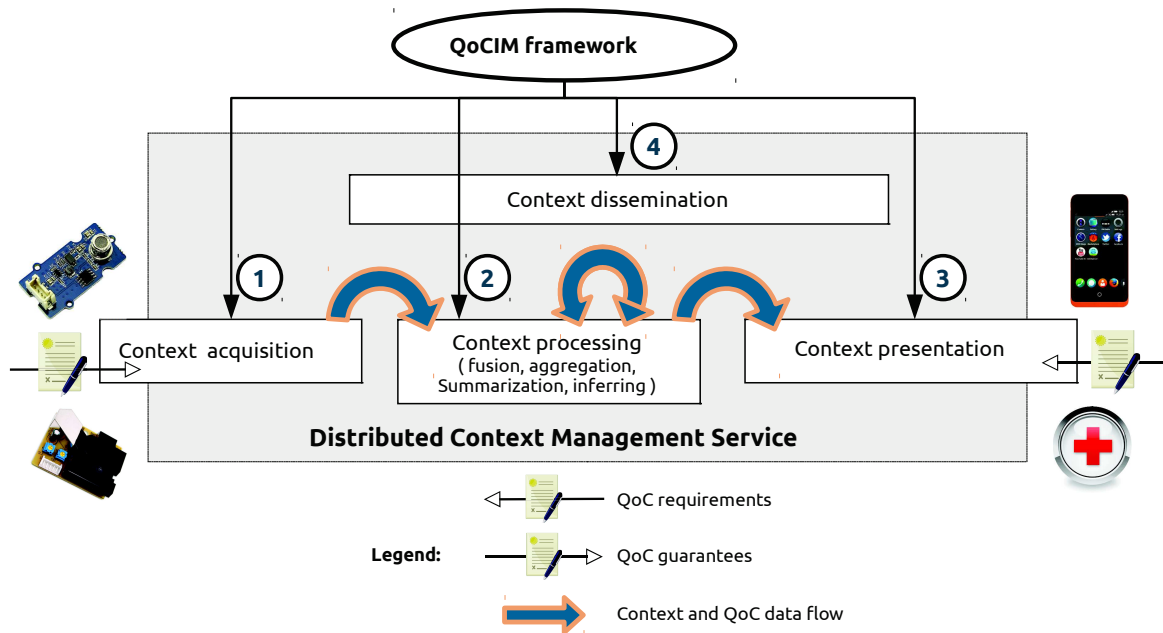 QoCIM framework
4
Context dissemination
1
2
3
Context acquisition
Context processing
( fusion, aggregation,
Summarization, inferring )
Context presentation
Distributed Context Management Service
QoC requirements
Legend:
QoC guarantees
Context and QoC data flow